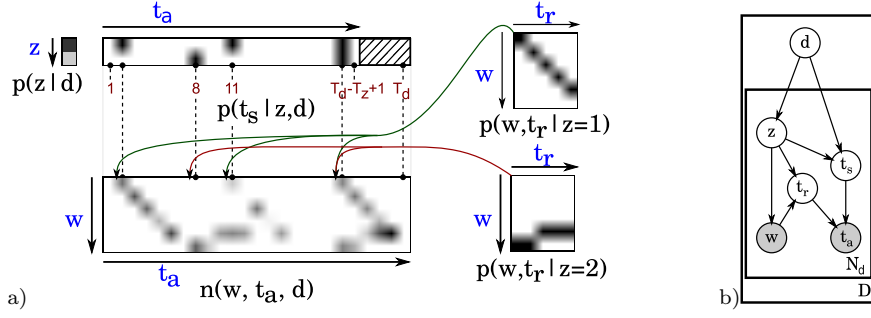 t_a
z
p(z | d)
1 8 11 T_d-T_z+1 T_d
p(t_s | z,d)
w
t_a
n(w, t_a, d)
a)
t_r
w
p(w,t_r | z=1)
t_r
w
p(w,t_r | z=2)
d
z
t_s
t_r
w
t_a
N_d
D
b)